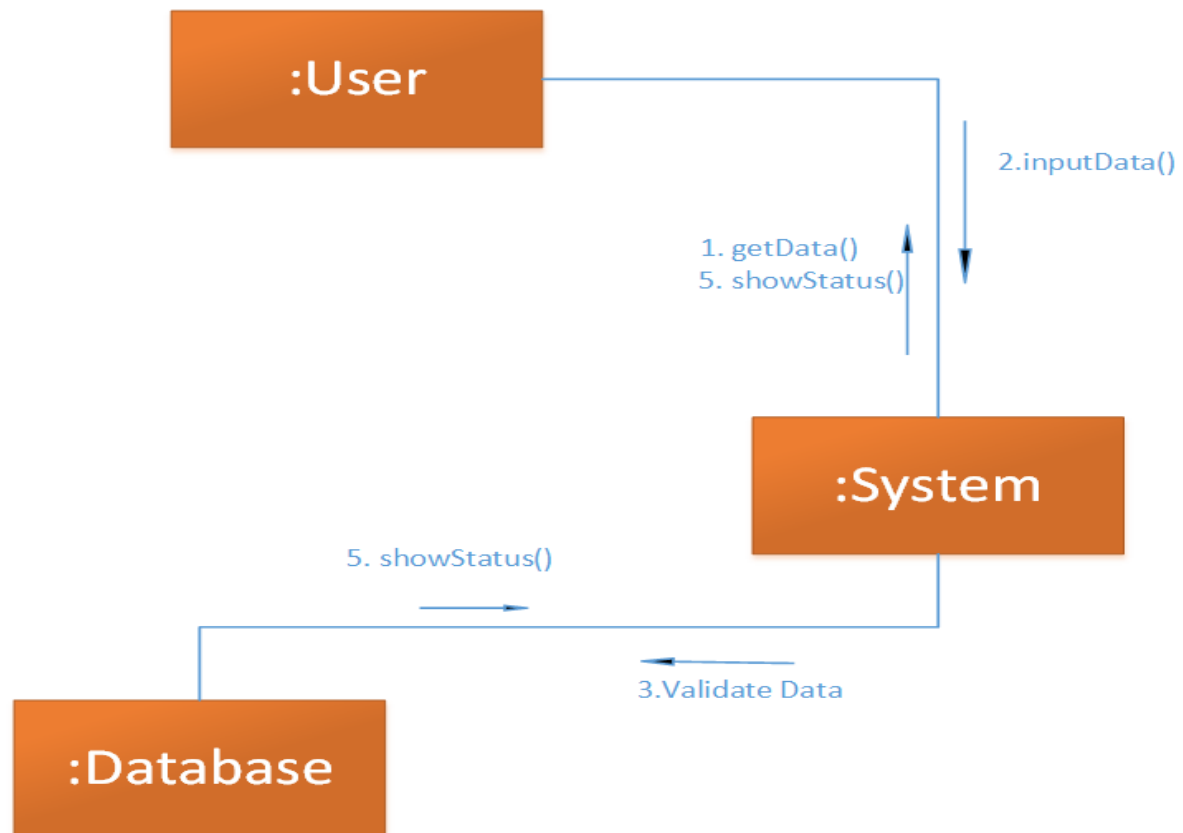 :User
2.inputData()
1. getData()
5. showStatus()
:System
5. showStatus()
3.Validate Data
:Database